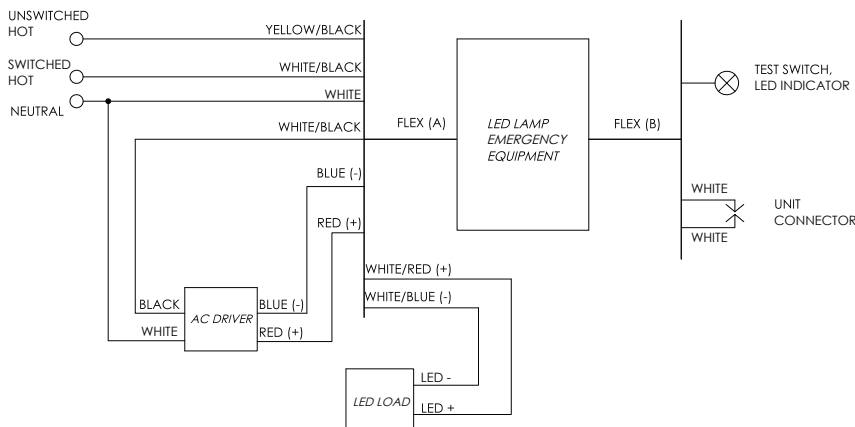 UNSWITCHED
HOT
YELLOW/BLACK
SWITCHED
HOT
WHITE/BLACK
NEUTRAL
WHITE
WHITE/BLACK
BLUE (-)
RED (+)
FLEX (A)
LED LAMP
EMERGENCY
EQUIPMENT
FLEX (B)
TEST SWITCH,
LED INDICATOR
WHITE
UNIT
CONNECTOR
WHITE
WHITE/RED (+)
WHITE/BLUE (-)
BLACK
AC DRIVER
BLUE (-)
WHITE
RED (+)
LED -
LED LOAD
LED +